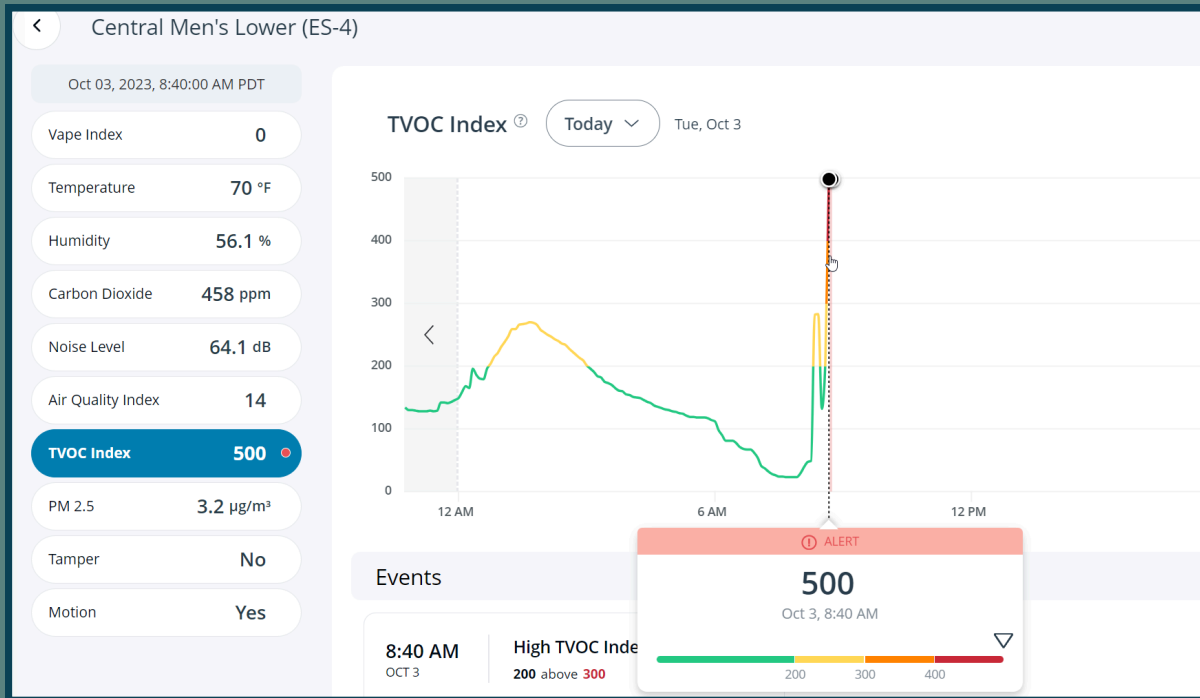 Central Men's Lower (ES-4)
Oct 03, 2023, 8:40:00 AM PDT
Vape Index 0
Temperature 70 °F
Humidity 56.1 %
Carbon Dioxide 458 ppm
Noise Level 64.1 dB
Air Quality Index 14
TVOC Index 500
PM 2.5 3.2 µg/m³
Tamper No
Motion Yes
TVOC Index ? Today Tue, Oct 3
500
400
300
200
100
0
12 AM 6 AM 12 PM
Events
8:40 AM
OCT 3
High TVOC Inde
200 above 300
! ALERT
500
Oct 3, 8:40 AM
200 300 400